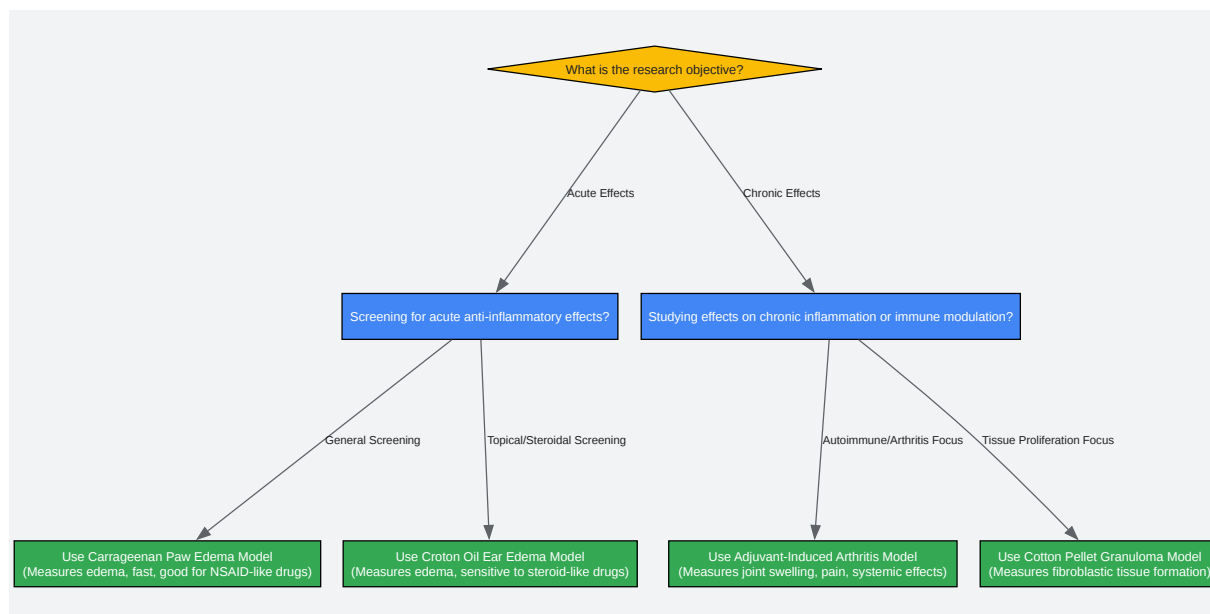 What is the research objective?
Acute Effects
Chronic Effects
Screening for acute anti-inflammatory effects?
Studying effects on chronic inflammation or immune modulation?
General Screening
Topical/Steroidal Screening
Autoimmune/Arthritis Focus
Tissue Proliferation Focus
Use Carrageenan Paw Edema Model
(Measures edema, fast, good for NSAID-like drugs)
Use Croton Oil Ear Edema Model
(Measures edema, sensitive to steroid-like drugs)
Use Adjuvant-Induced Arthritis Model
(Measures joint swelling, pain, systemic effects)
Use Cotton Pellet Granuloma Model
(Measures fibroblastic tissue formation)